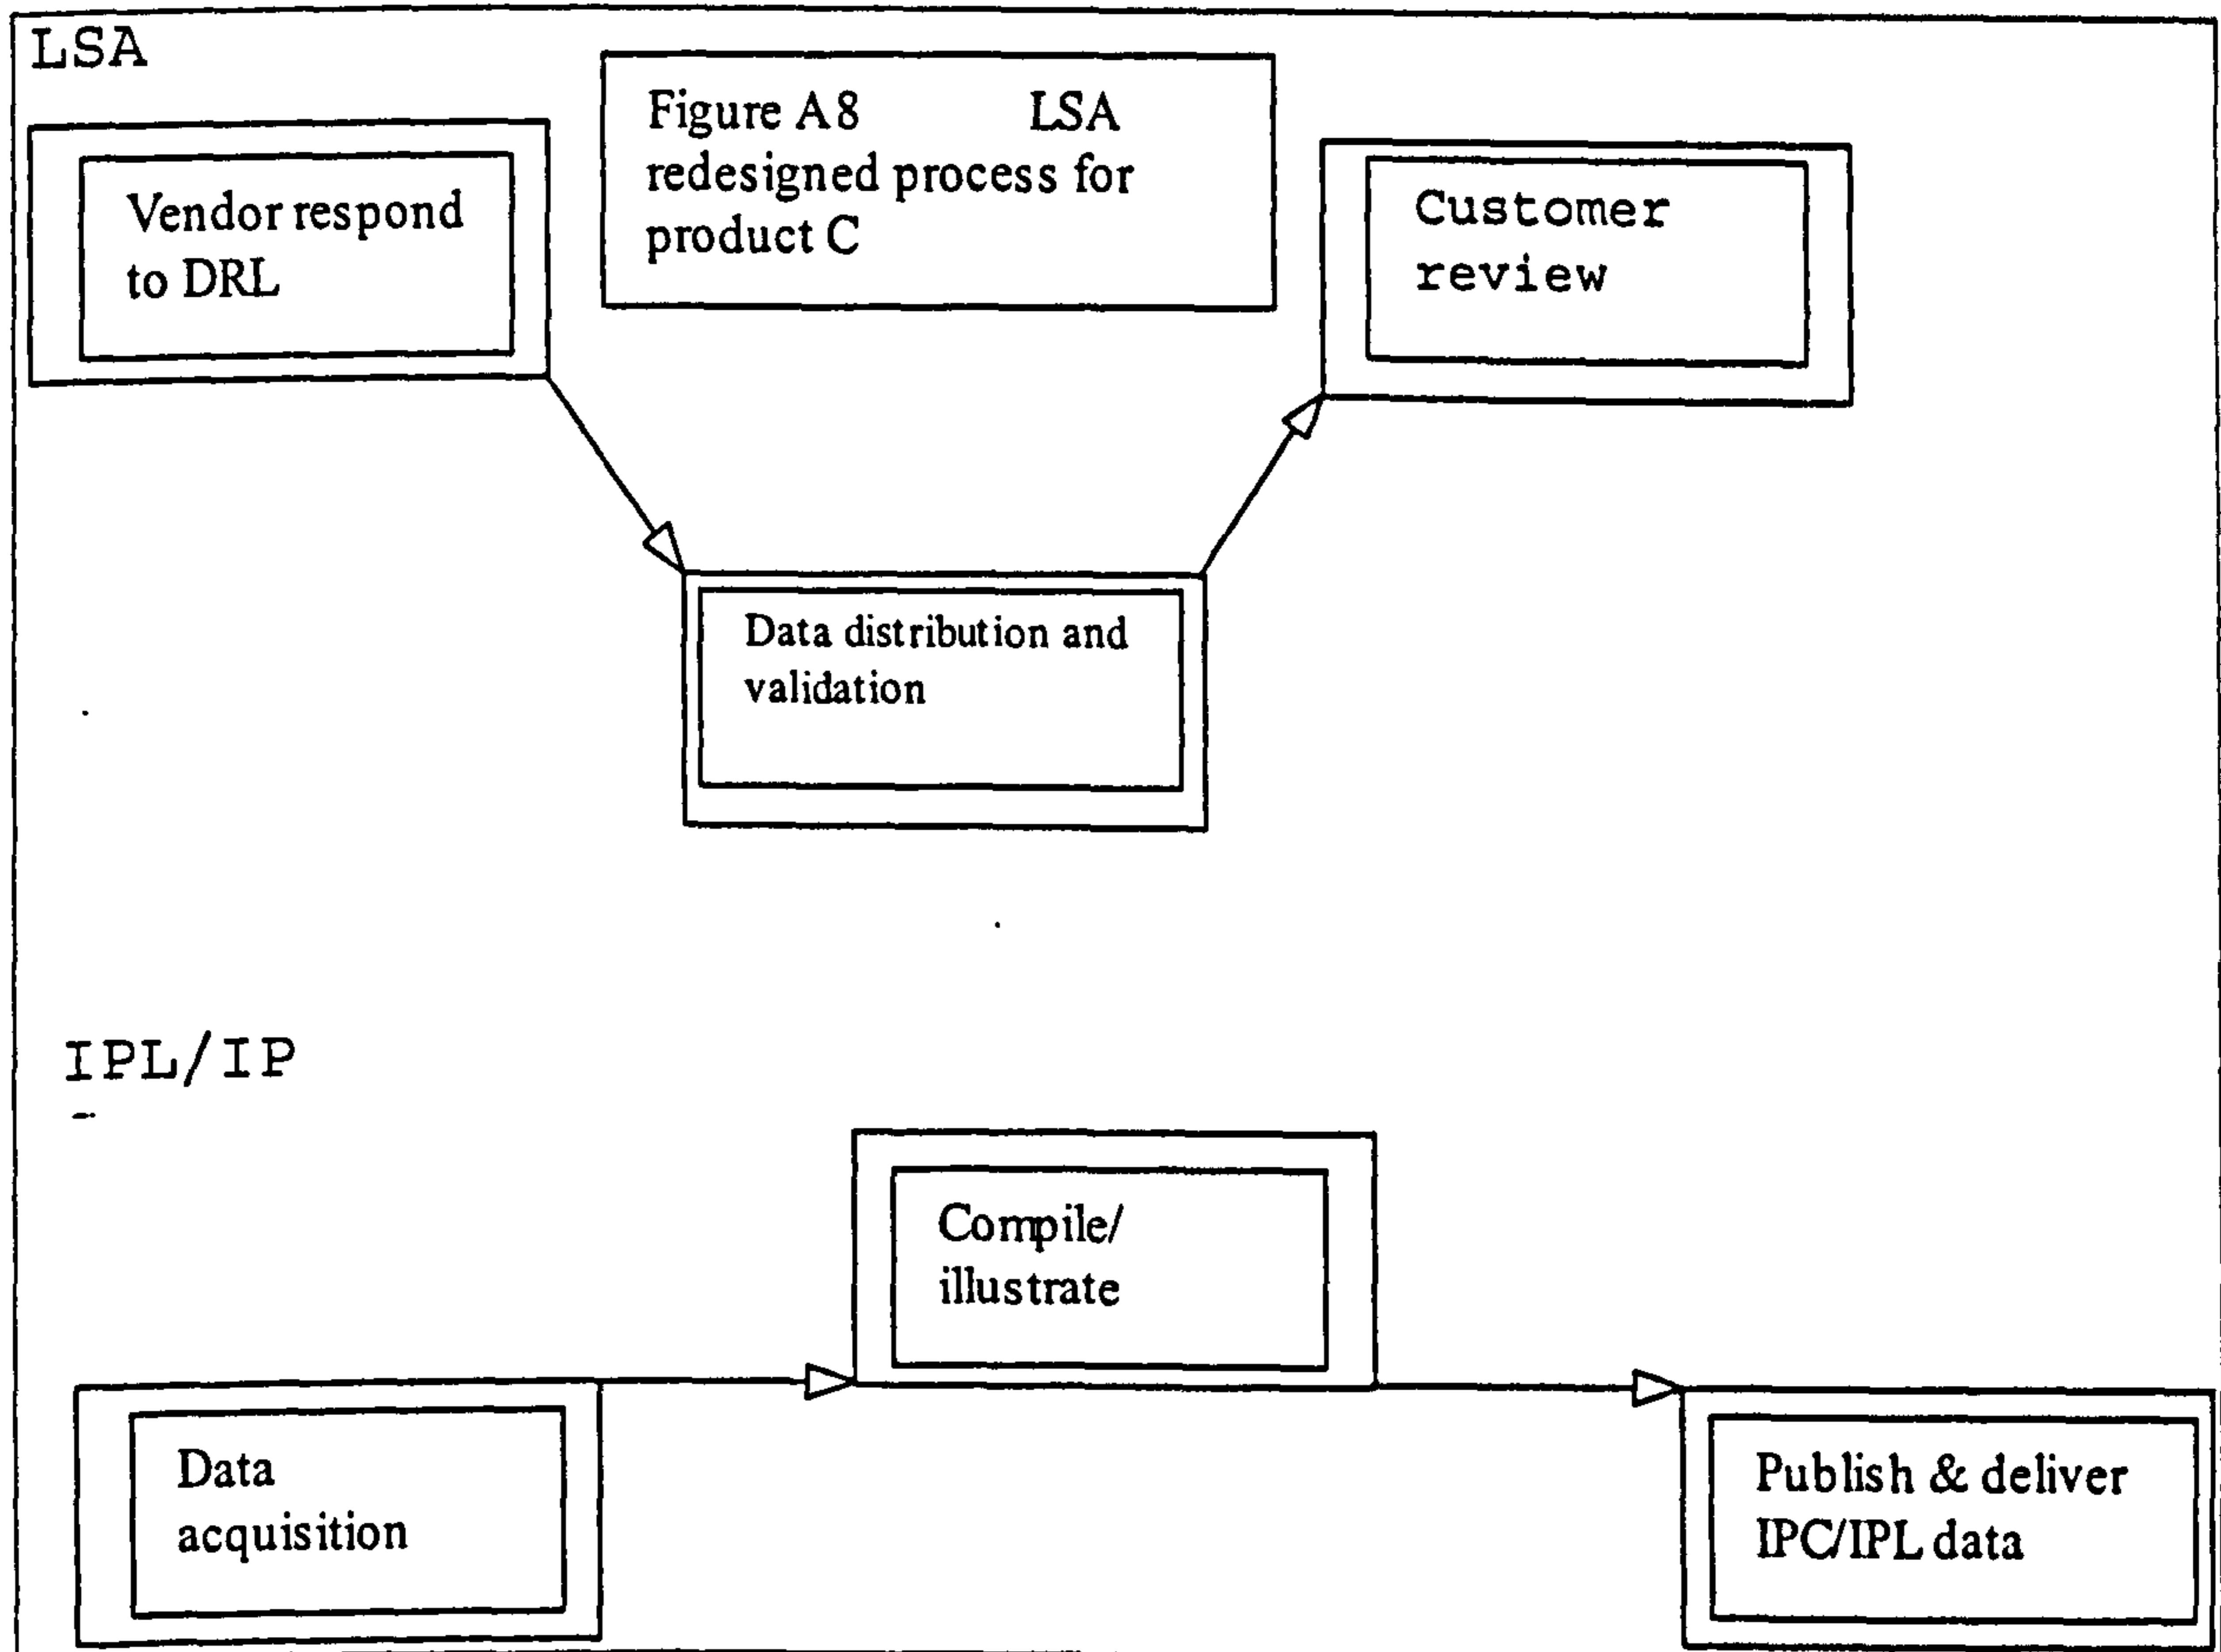 LSA
Figure A8 LSA
redesigned process for
product C
Vendor respond
to DRL
Customer
review
Data distribution and
validation
IPL/IP
Compile/
illustrate
Data
acquisition
Publish & deliver
IPC/IPL data